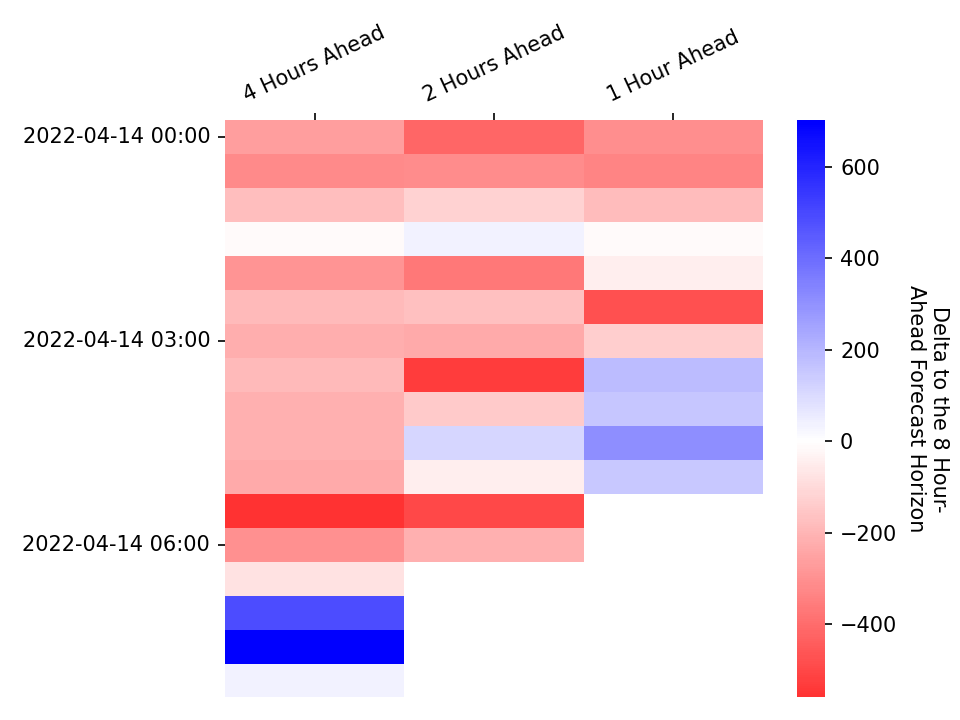 4 Hours Ahead
2 Hours Ahead
1 Hour Ahead
2022-04-14 00:00
2022-04-14 03:00
2022-04-14 06:00
600
400
200
0
−200
−400
Delta to the 8 Hour-
Ahead Forecast Horizon